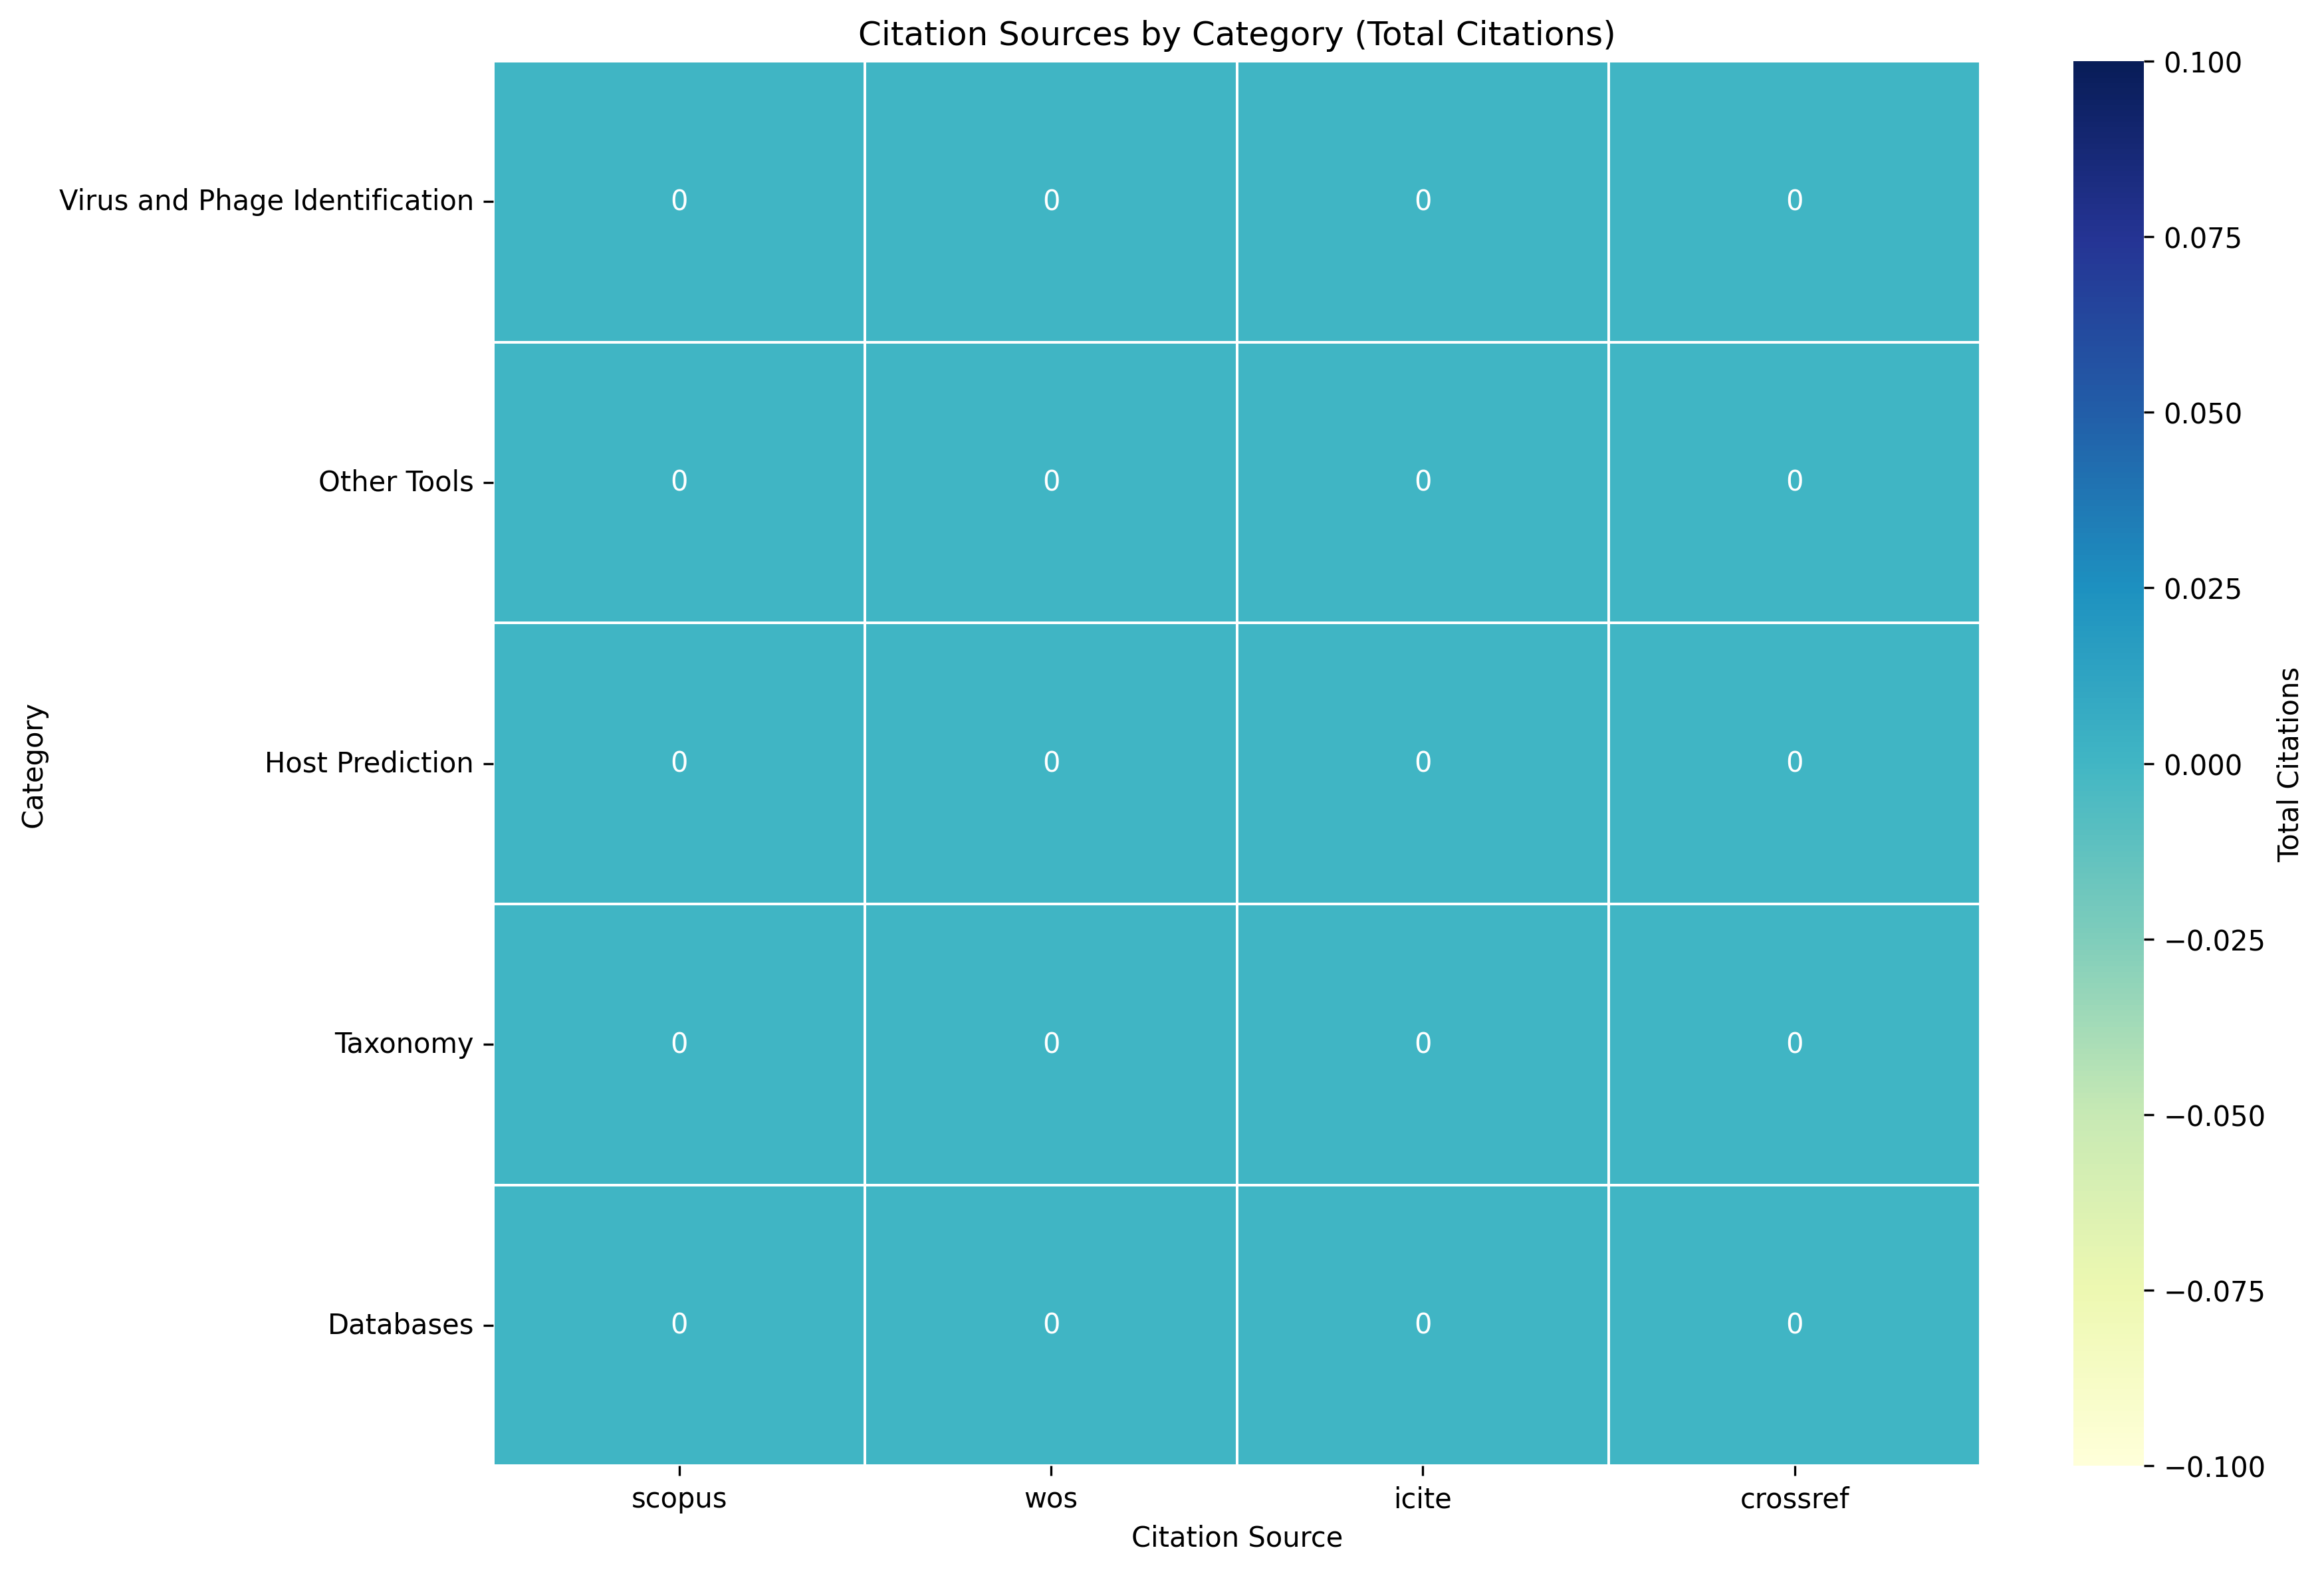 Citation Sources by Category (Total Citations)
Category
Virus and Phage Identification
0 0 0 0
Other Tools
0 0 0 0
Host Prediction
0 0 0 0
Taxonomy
0 0 0 0
Databases
0 0 0 0
scopus wos icite crossref
Citation Source
0.100
0.075
0.050
0.025
0.000
−0.025
−0.050
−0.075
−0.100
Total Citations